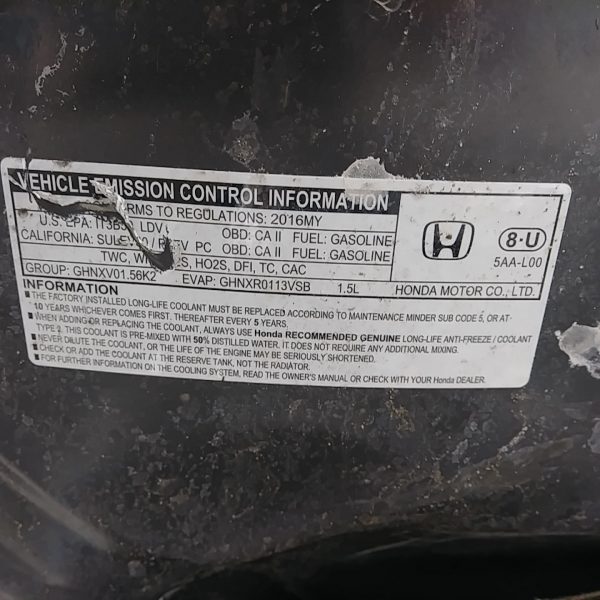 VEHICLE EMISSION CONTROL INFORMATION
TO REGULATIONS: 2016MY
U.S. EPA: LDV OBD: CA II FUEL: GASOLINE
CALIFORNIA: PC OBD: CA II FUEL: GASOLINE
TWC, HO2S, DFI, TC, CAC
GROUP: GHNXV01.56K2 EVAP: GHNXR0113VSB 1.5L HONDA MOTOR CO., LTD.
8-U
5AA-L00
INFORMATION
■ THE FACTORY INSTALLED LONG-LIFE COOLANT MUST BE REPLACED ACCORDING TO MAINTENANCE MINDER SUB CODE 5, OR AT
10 YEARS WHICHEVER COMES FIRST. THEREAFTER EVERY 5 YEARS.
■ WHEN ADDING OR REPLACING THE COOLANT, ALWAYS USE Honda RECOMMENDED GENUINE LONG-LIFE ANTI-FREEZE / COOLANT
TYPE 2. THIS COOLANT IS PRE-MIXED WITH 50% DISTILLED WATER. IT DOES NOT REQUIRE ANY ADDITIONAL MIXING.
■ NEVER DILUTE THE COOLANT, OR THE LIFE OF THE ENGINE MAY BE SERIOUSLY SHORTENED.
■ CHECK OR ADD THE COOLANT AT THE RESERVE TANK, NOT THE RADIATOR.
■ FOR FURTHER INFORMATION ON THE COOLING SYSTEM, READ THE OWNER'S MANUAL OR CHECK WITH YOUR Honda DEALER.